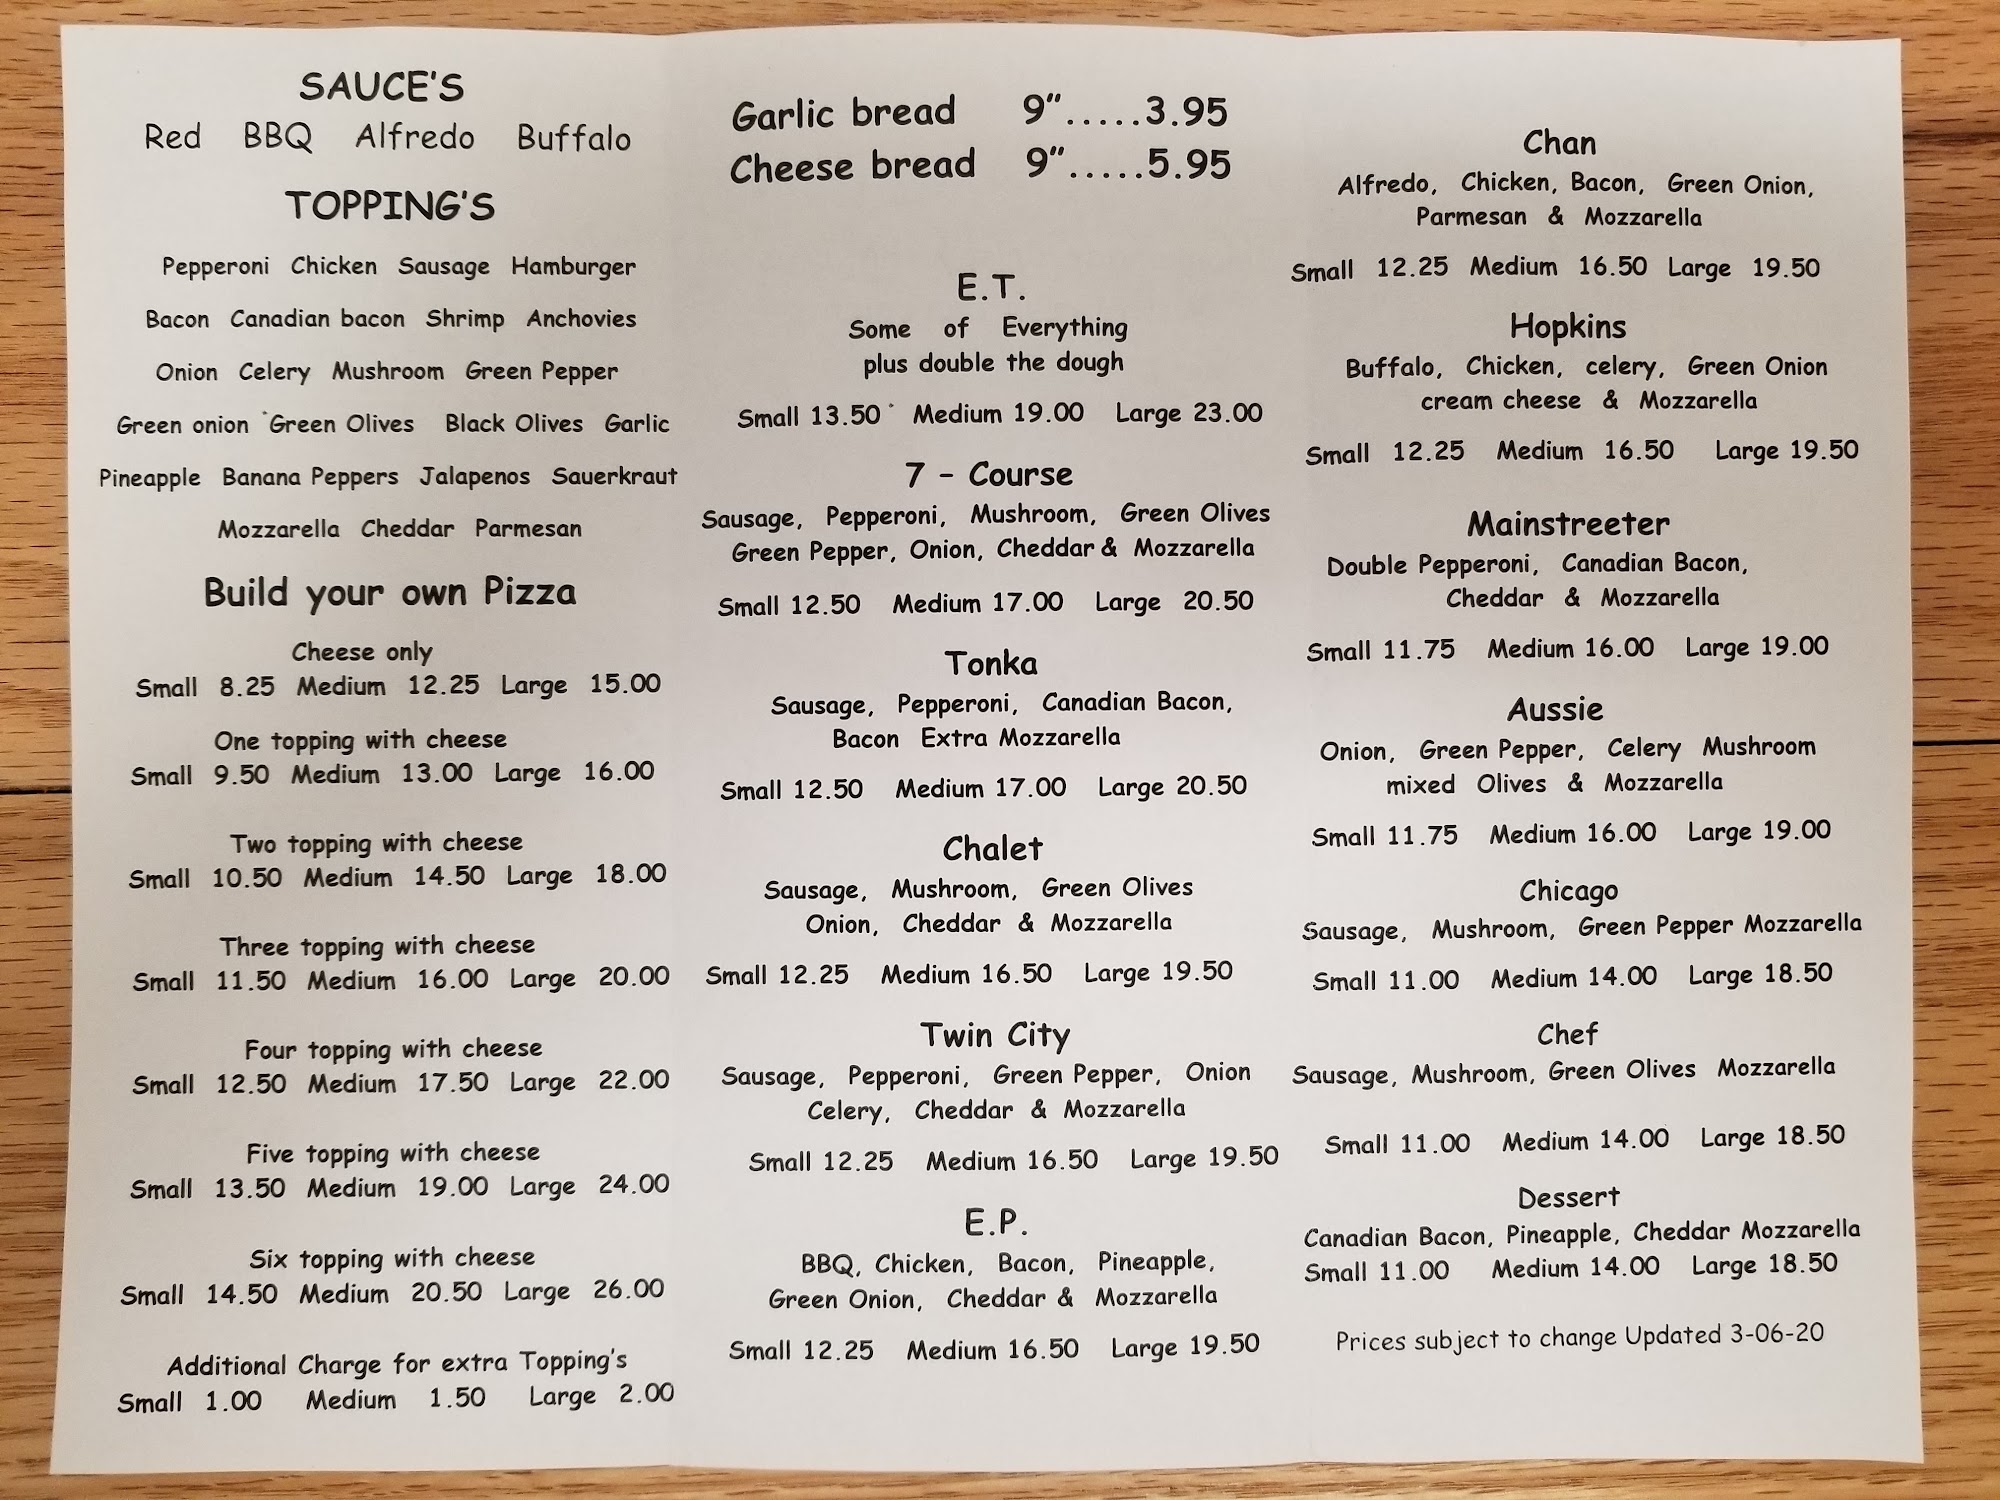 SAUCE'S
Red BBQ Alfredo Buffalo
TOPPING'S
Pepperoni Chicken Sausage Hamburger
Bacon Canadian bacon Shrimp Anchovies
Onion Celery Mushroom Green Pepper
Green onion Green Olives Black Olives Garlic
Pineapple Banana Peppers Jalapenos Sauerkraut
Mozzarella Cheddar Parmesan
Build your own Pizza
Cheese only
Small 8.25 Medium 12.25 Large 15.00
One topping with cheese
Small 9.50 Medium 13.00 Large 16.00
Two topping with cheese
Small 10.50 Medium 14.50 Large 18.00
Three topping with cheese
Small 11.50 Medium 16.00 Large 20.00
Four topping with cheese
Small 12.50 Medium 17.50 Large 22.00
Five topping with cheese
Small 13.50 Medium 19.00 Large 24.00
Six topping with cheese
Small 14.50 Medium 20.50 Large 26.00
Additional Charge for extra Topping's
Small 1.00 Medium 1.50 Large 2.00
Garlic bread 9".....3.95
Cheese bread 9".....5.95
E.T.
Some of Everything
plus double the dough
Small 13.50 Medium 19.00 Large 23.00
7 - Course
Sausage, Pepperoni, Mushroom, Green Olives
Green Pepper, Onion, Cheddar & Mozzarella
Small 12.50 Medium 17.00 Large 20.50
Tonka
Sausage, Pepperoni, Canadian Bacon,
Bacon Extra Mozzarella
Small 12.50 Medium 17.00 Large 20.50
Chalet
Sausage, Mushroom, Green Olives
Onion, Cheddar & Mozzarella
Small 12.25 Medium 16.50 Large 19.50
Twin City
Sausage, Pepperoni, Green Pepper, Onion
Celery, Cheddar & Mozzarella
Small 12.25 Medium 16.50 Large 19.50
E.P.
BBQ, Chicken, Bacon, Pineapple,
Green Onion, Cheddar & Mozzarella
Small 12.25 Medium 16.50 Large 19.50
Chan
Alfredo, Chicken, Bacon, Green Onion,
Parmesan & Mozzarella
Small 12.25 Medium 16.50 Large 19.50
Hopkins
Buffalo, Chicken, celery, Green Onion
cream cheese & Mozzarella
Small 12.25 Medium 16.50 Large 19.50
Mainstreeter
Double Pepperoni, Canadian Bacon,
Cheddar & Mozzarella
Small 11.75 Medium 16.00 Large 19.00
Aussie
Onion, Green Pepper, Celery Mushroom
mixed Olives & Mozzarella
Small 11.75 Medium 16.00 Large 19.00
Chicago
Sausage, Mushroom, Green Pepper Mozzarella
Small 11.00 Medium 14.00 Large 18.50
Chef
Sausage, Mushroom, Green Olives Mozzarella
Small 11.00 Medium 14.00 Large 18.50
Dessert
Canadian Bacon, Pineapple, Cheddar Mozzarella
Small 11.00 Medium 14.00 Large 18.50
Prices subject to change Updated 3-06-20